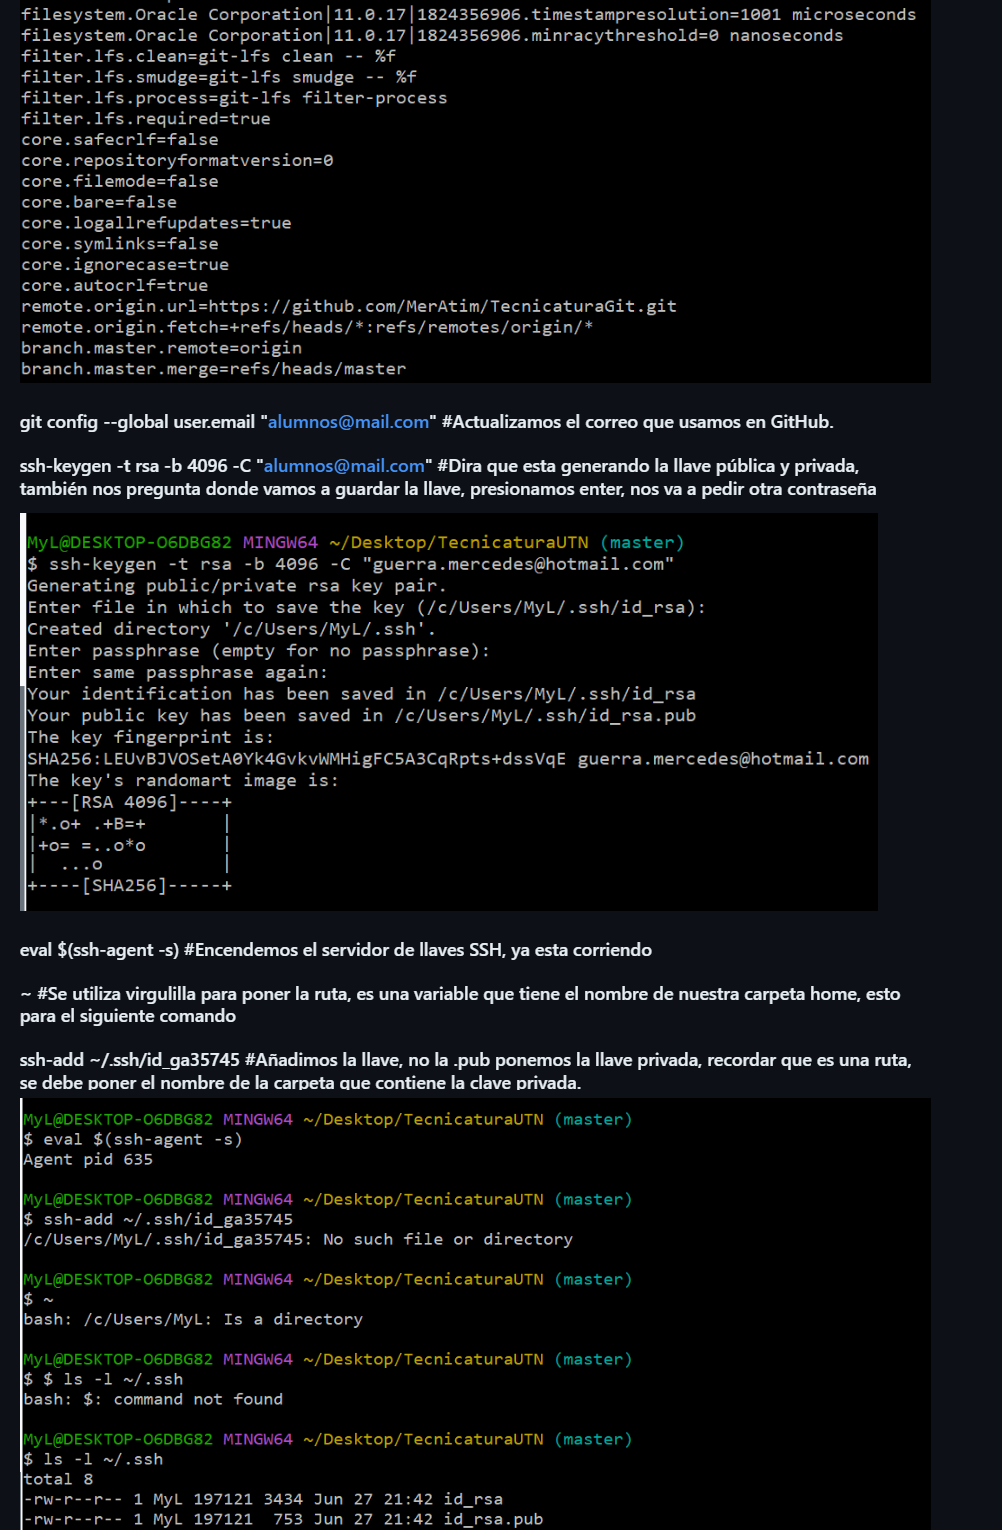 filesystem.Oracle Corporation|11.0.17|1824356906.timestampresolution=1001 microseconds
filesystem.Oracle Corporation|11.0.17|1824356906.minracythreshold=0 nanoseconds
filter.lfs.clean=git-lfs clean -- %f
filter.lfs.smudge=git-lfs smudge -- %f
filter.lfs.process=git-lfs filter-process
filter.lfs.required=true
core.safecrlf=false
core.repositoryformatversion=0
core.filemode=false
core.bare=false
core.logallrefupdates=true
core.symlinks=false
core.ignorecase=true
core.autocrlf=true
remote.origin.url=https://github.com/MerAtim/TecnicaturaGit.git
remote.origin.fetch=+refs/heads/*:refs/remotes/origin/*
branch.master.remote=origin
branch.master.merge=refs/heads/master
git config --global user.email "alumnos@mail.com" #Actualizamos el correo que usamos en GitHub.
ssh-keygen -t rsa -b 4096 -C "alumnos@mail.com" #Dira que esta generando la llave pública y privada,
también nos pregunta donde vamos a guardar la llave, presionamos enter, nos va a pedir otra contraseña
MyL@DESKTOP-O6DBG82 MINGW64 ~/Desktop/TecnicaturaUTN (master)
$ ssh-keygen -t rsa -b 4096 -C "guerra.mercedes@hotmail.com"
Generating public/private rsa key pair.
Enter file in which to save the key (/c/Users/MyL/.ssh/id_rsa):
Created directory '/c/Users/MyL/.ssh'.
Enter passphrase (empty for no passphrase):
Enter same passphrase again:
Your identification has been saved in /c/Users/MyL/.ssh/id_rsa
Your public key has been saved in /c/Users/MyL/.ssh/id_rsa.pub
The key fingerprint is:
SHA256:LEUvBJVOSetA0Yk4GvkvWMHigFC5A3CqRpts+dssVqE guerra.mercedes@hotmail.com
The key's randomart image is:
+---[RSA 4096]----+
|*.o+ .+B=+       |
|+o= =..o*o       |
|  ...o           |
+----[SHA256]-----+
eval $(ssh-agent -s) #Encendemos el servidor de llaves SSH, ya esta corriendo
~ #Se utiliza virgulilla para poner la ruta, es una variable que tiene el nombre de nuestra carpeta home, esto
para el siguiente comando
ssh-add ~/.ssh/id_ga35745 #Añadimos la llave, no la .pub ponemos la llave privada, recordar que es una ruta,
se debe poner el nombre de la carpeta que contiene la clave privada.
MyL@DESKTOP-O6DBG82 MINGW64 ~/Desktop/TecnicaturaUTN (master)
$ eval $(ssh-agent -s)
Agent pid 635
MyL@DESKTOP-O6DBG82 MINGW64 ~/Desktop/TecnicaturaUTN (master)
$ ssh-add ~/.ssh/id_ga35745
/c/Users/MyL/.ssh/id_ga35745: No such file or directory
MyL@DESKTOP-O6DBG82 MINGW64 ~/Desktop/TecnicaturaUTN (master)
$ ~
bash: /c/Users/MyL: Is a directory
MyL@DESKTOP-O6DBG82 MINGW64 ~/Desktop/TecnicaturaUTN (master)
$ $ ls -l ~/.ssh
bash: $: command not found
MyL@DESKTOP-O6DBG82 MINGW64 ~/Desktop/TecnicaturaUTN (master)
$ ls -l ~/.ssh
total 8
-rw-r--r-- 1 MyL 197121 3434 Jun 27 21:42 id_rsa
-rw-r--r-- 1 MyL 197121  753 Jun 27 21:42 id_rsa.pub